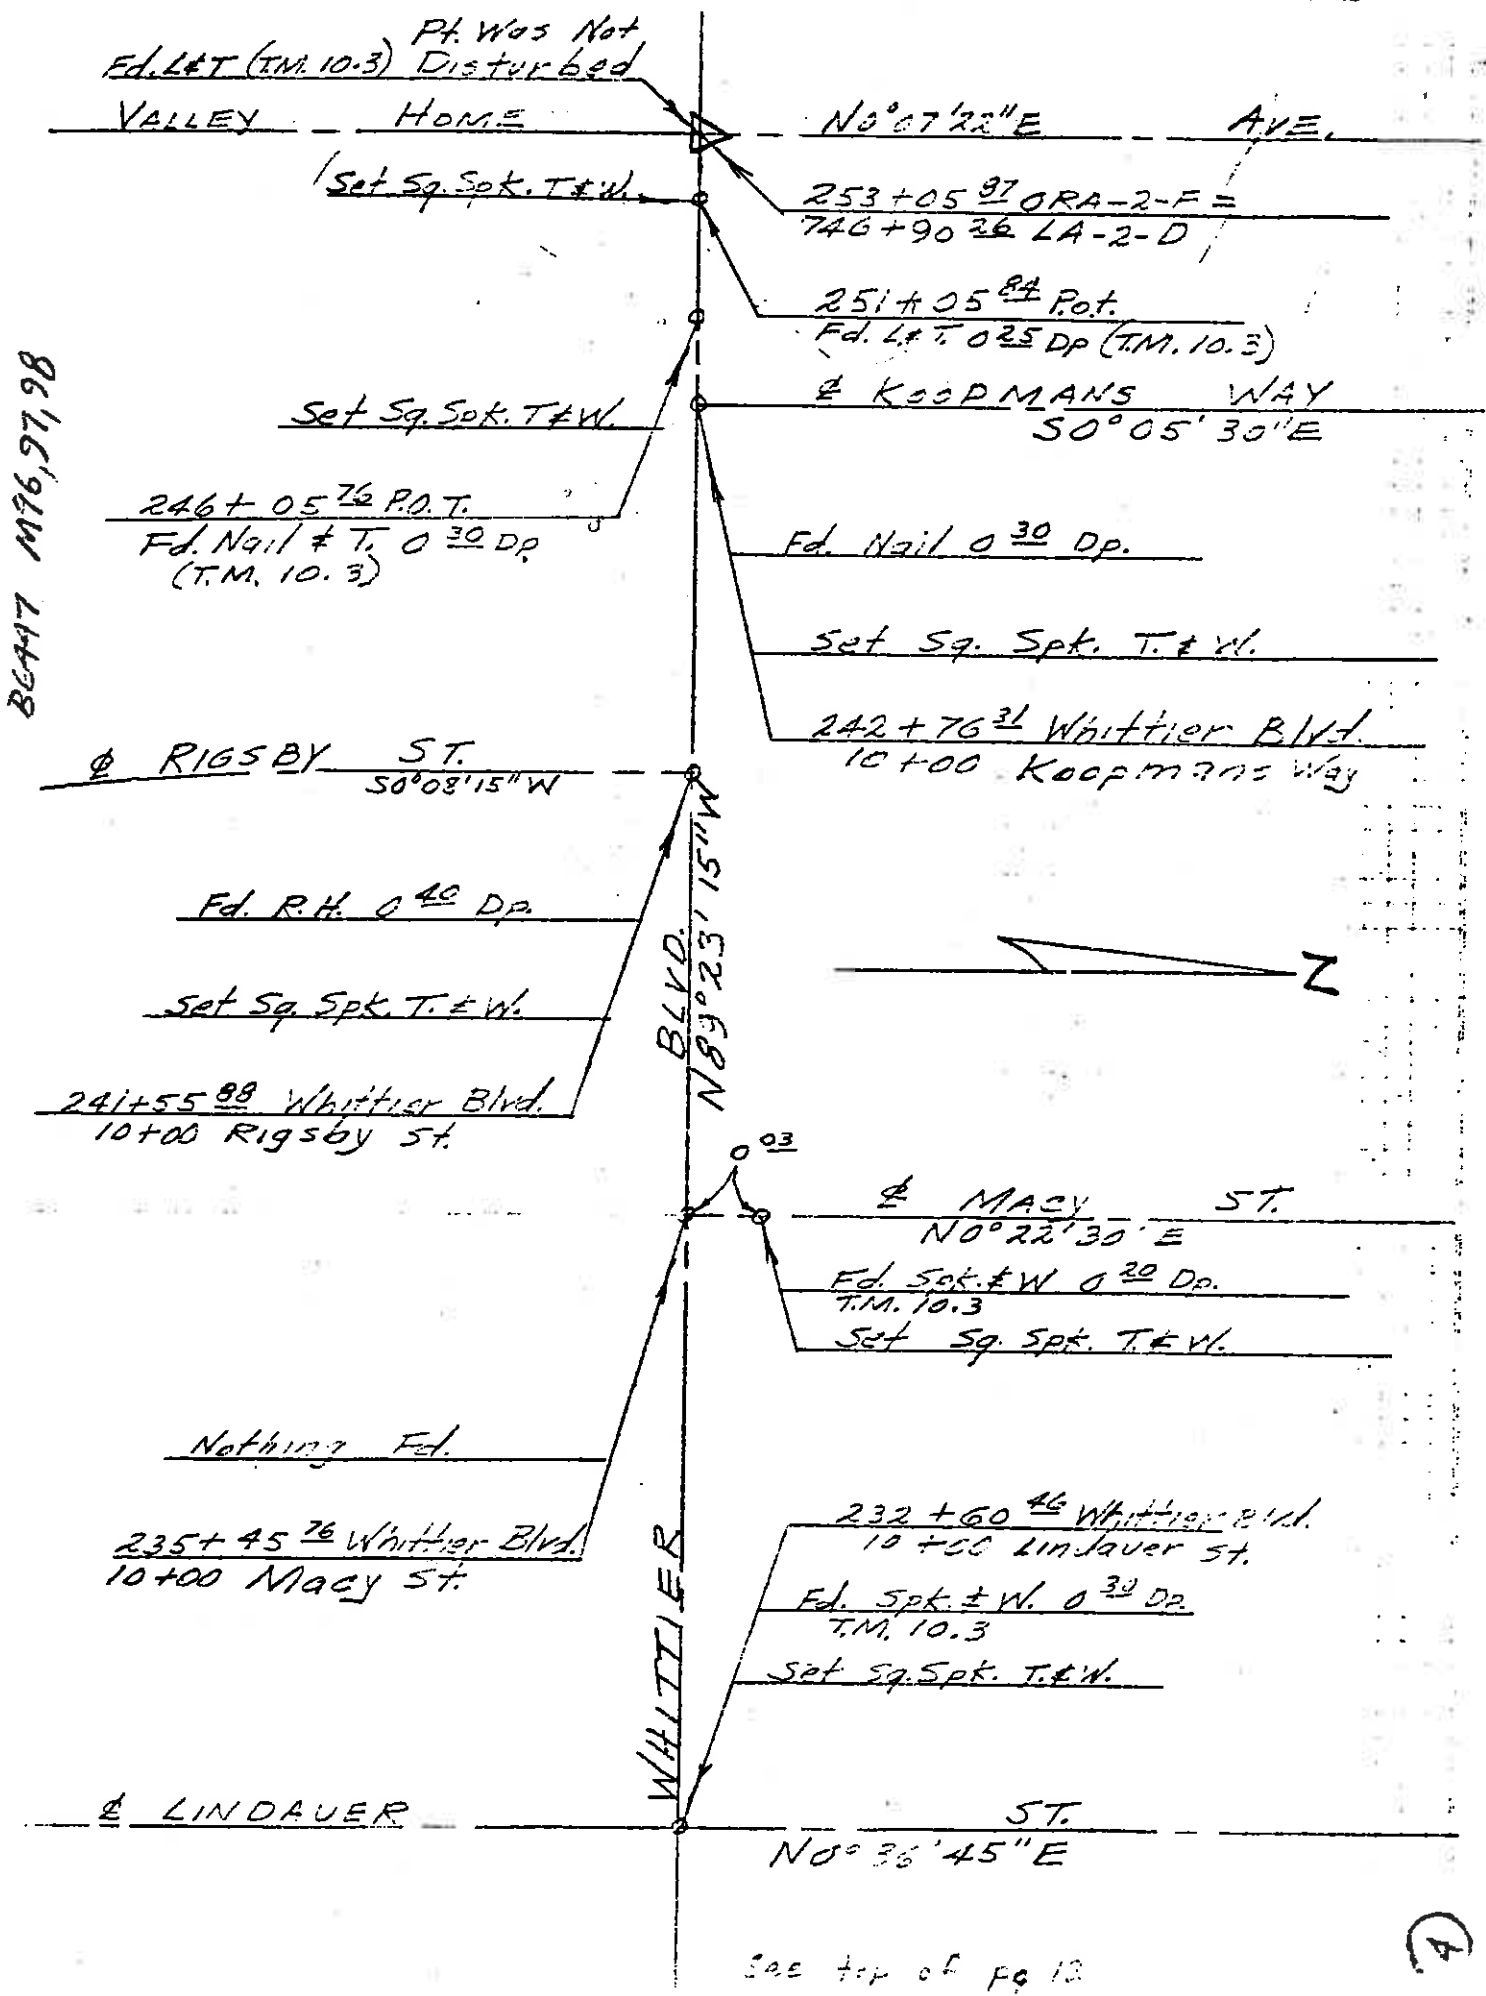 Pt. Was Not
Fd. L&T (T.M. 10.3) Disturbed
VALLEY HOME N0°07'22"E AVE.
Set Sq. Spk. T&W.
253+05 97 ORA-2-F =
746+90 26 LA-2-D
251+05 84 P.o.t.
Fd. L&T. 0 25 Dp (T.M. 10.3)
℄ KOOPMANS WAY
S0°05'30"E
Set Sq. Spk. T&W.
246+05 76 P.O.T.
Fd. Nail & T. 0 30 Dp
(T.M. 10.3)
Fd. Nail 0 30 Dp.
Set Sq. Spk. T. & W.
242+76 31 Whittier Blvd.
10+00 Koopmans Way
M96,97,98
℄ RIGSBY ST.
S0°08'15"W
Fd. R.H. 0 40 Dp.
Set Sq. Spk. T. & W.
241+55 88 Whittier Blvd.
10+00 Rigsby St.
WHITTIER BLVD.
N89°23'15"W
Z
0 03
℄ MACY ST.
N0°22'30"E
Fd. Spk. & W 0 20 Dp.
T.M. 10.3
Set Sq. Spk. T. & W.
Nothing Fd.
235+45 76 Whittier Blvd.
10+00 Macy St.
232+60 46 Whittier Blvd.
10+00 Lindauer St.
Fd. Spk. & W. 0 30 Dp.
T.M. 10.3
Set Sq. Spk. T. & W.
℄ LINDAUER ST.
N0°36'45"E
See top of pg 12
4